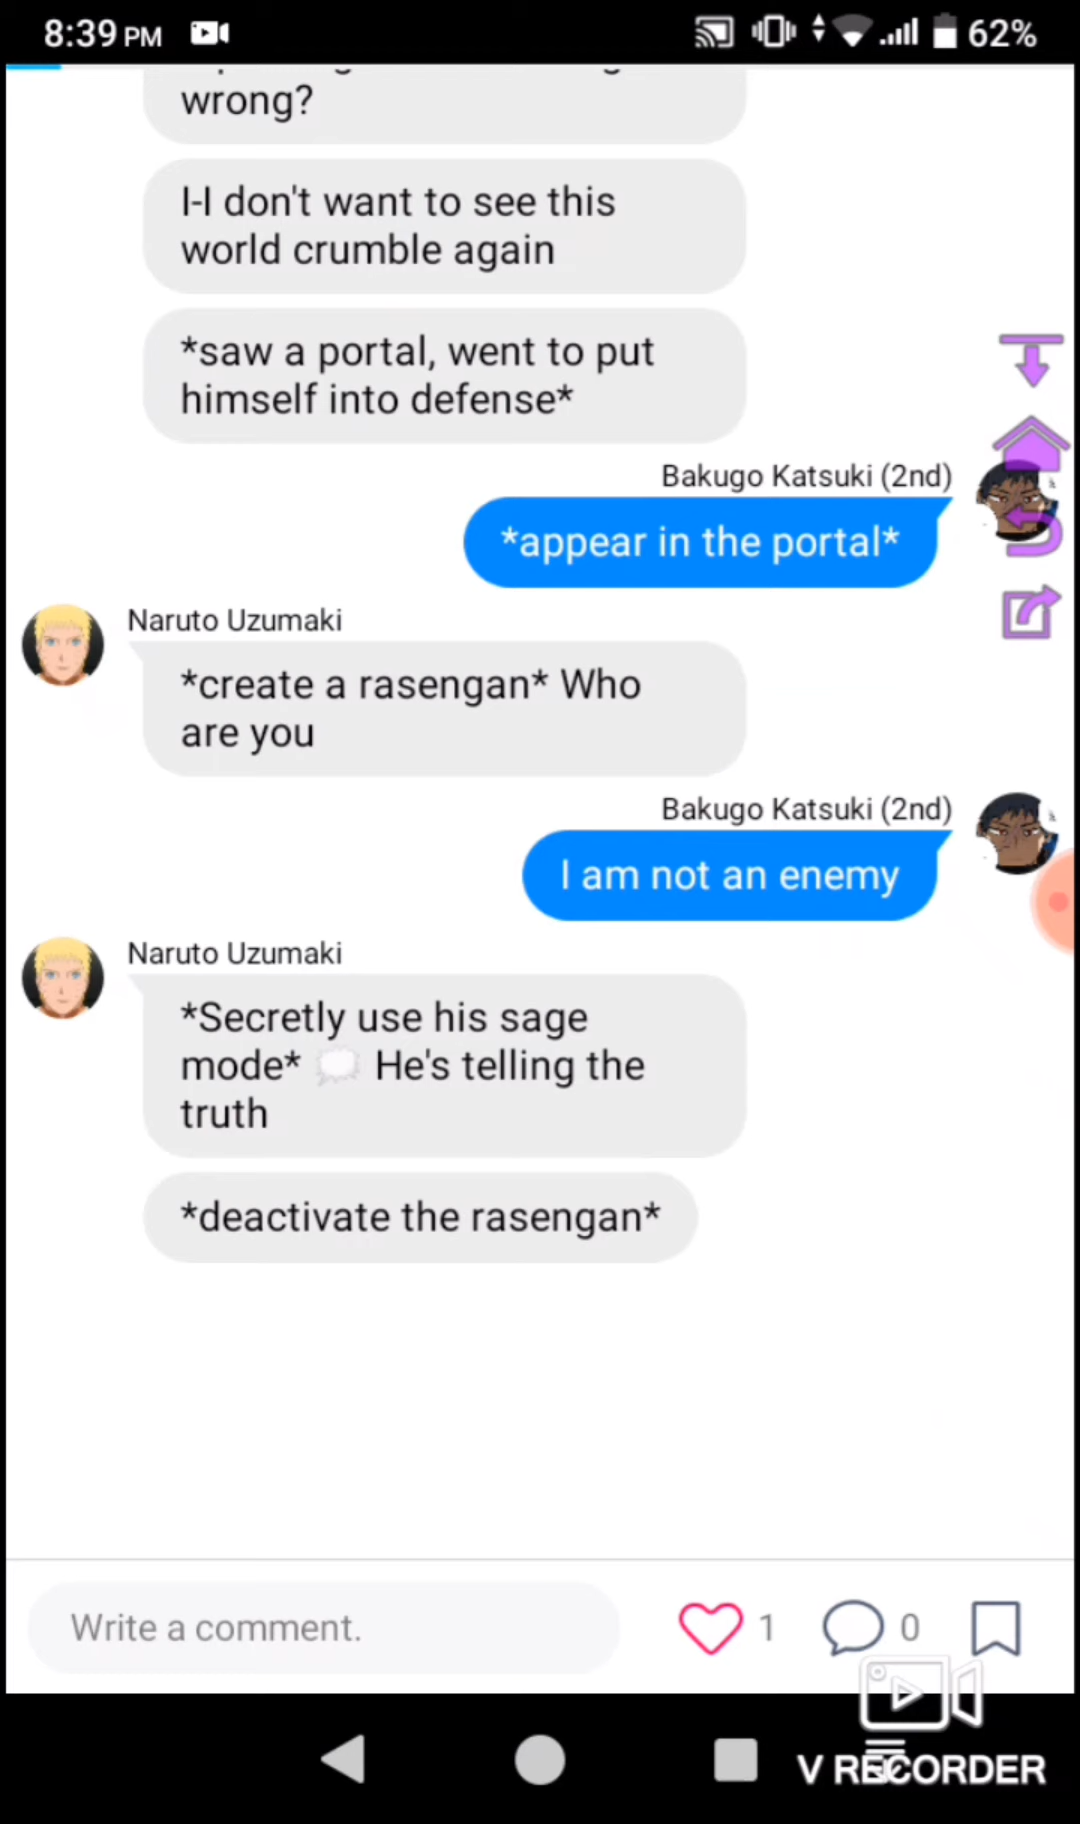 8:39 PM
62%
wrong?
I-I don't want to see this
world crumble again
*saw a portal, went to put
himself into defense*
Bakugo Katsuki (2nd)
*appear in the portal*
Naruto Uzumaki
*create a rasengan* Who
are you
Bakugo Katsuki (2nd)
I am not an enemy
Naruto Uzumaki
*Secretly use his sage
mode* 💭 He's telling the
truth
*deactivate the rasengan*
Write a comment.
1
0
V RECORDER